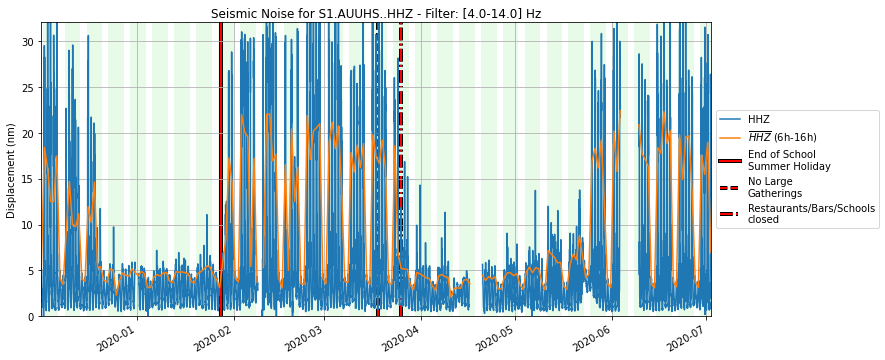 Seismic Noise for S1.AUUHS..HHZ - Filter: [4.0-14.0] Hz
Displacement (nm)
30
25
20
15
10
5
0
2020-01
2020-02
2020-03
2020-04
2020-05
2020-06
2020-07
HHZ
HHZ (6h-16h)
End of School
Summer Holiday
No Large
Gatherings
Restaurants/Bars/Schools
closed